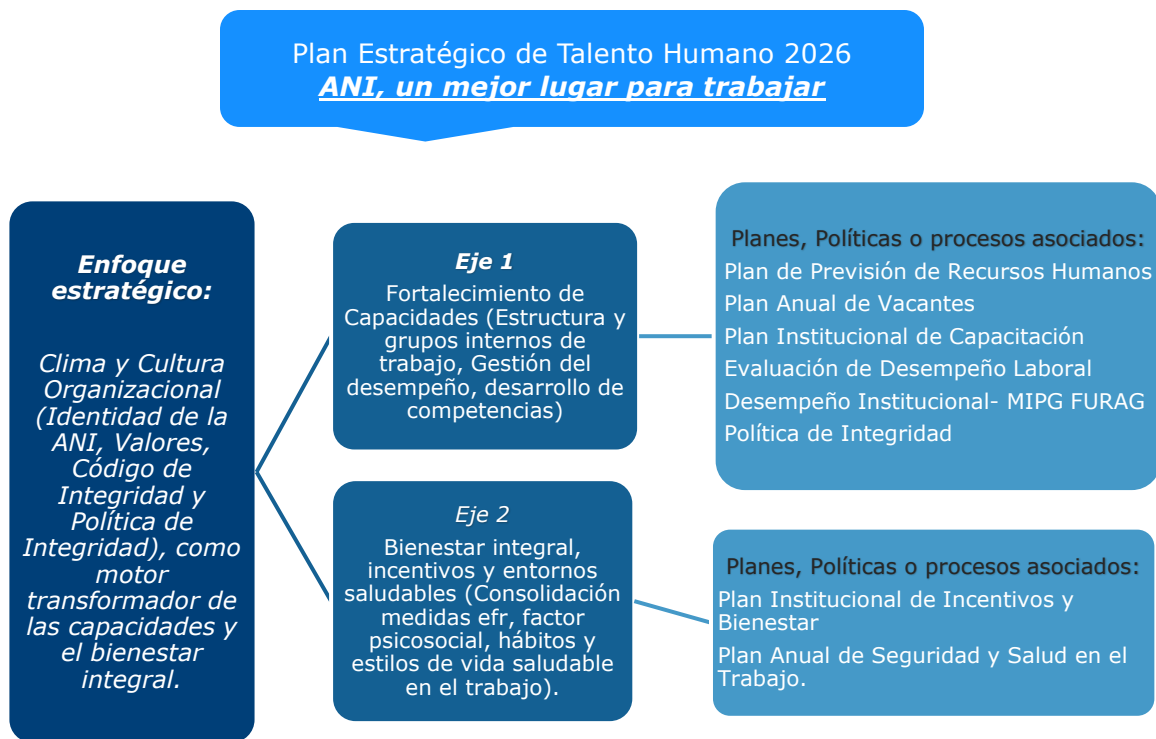 Plan Estratégico de Talento Humano 2026
ANI, un mejor lugar para trabajar
Enfoque
estratégico:
Clima y Cultura
Organizacional
(Identidad de la
ANI, Valores,
Código de
Integridad y
Política de
Integridad), como
motor
transformador de
las capacidades y
el bienestar
integral.
Eje 1
Fortalecimiento de
Capacidades (Estructura y
grupos internos de
trabajo, Gestión del
desempeño, desarrollo de
competencias)
Planes, Políticas o procesos asociados:
Plan de Previsión de Recursos Humanos
Plan Anual de Vacantes
Plan Institucional de Capacitación
Evaluación de Desempeño Laboral
Desempeño Institucional- MIPG FURAG
Política de Integridad
Eje 2
Bienestar integral,
incentivos y entornos
saludables (Consolidación
medidas efr, factor
psicosocial, hábitos y
estilos de vida saludable
en el trabajo).
Planes, Políticas o procesos asociados:
Plan Institucional de Incentivos y
Bienestar
Plan Anual de Seguridad y Salud en el
Trabajo.